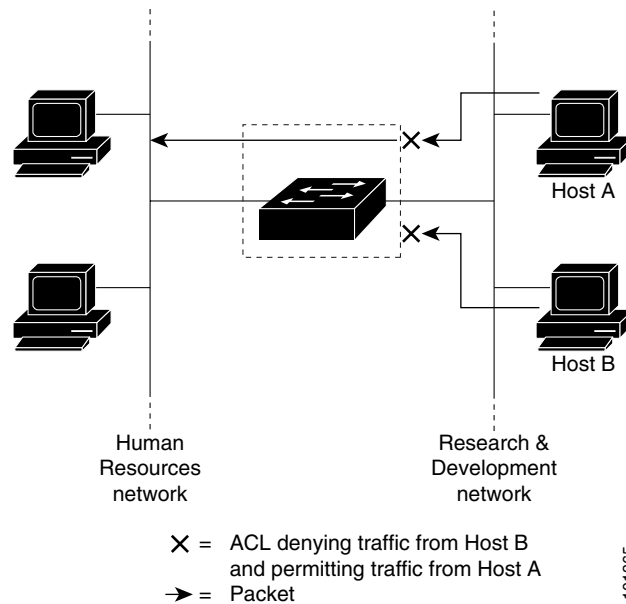 Host A
Host B
Human
Resources
network
Research &
Development
network
X = ACL denying traffic from Host B
and permitting traffic from Host A
= Packet